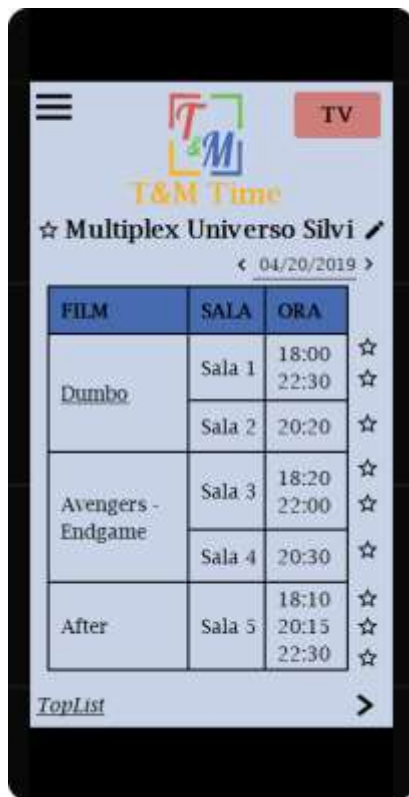 TV
T&M
T&M Time
☆ Multiplex Universo Silvi
< 04/20/2019 >
FILM SALA ORA
Dumbo
Sala 1
18:00 ☆
22:30 ☆
Sala 2 20:20 ☆
Avengers -
Endgame
Sala 3
18:20 ☆
22:00 ☆
Sala 4 20:30 ☆
After
Sala 5
18:10 ☆
20:15 ☆
22:30 ☆
TopList >